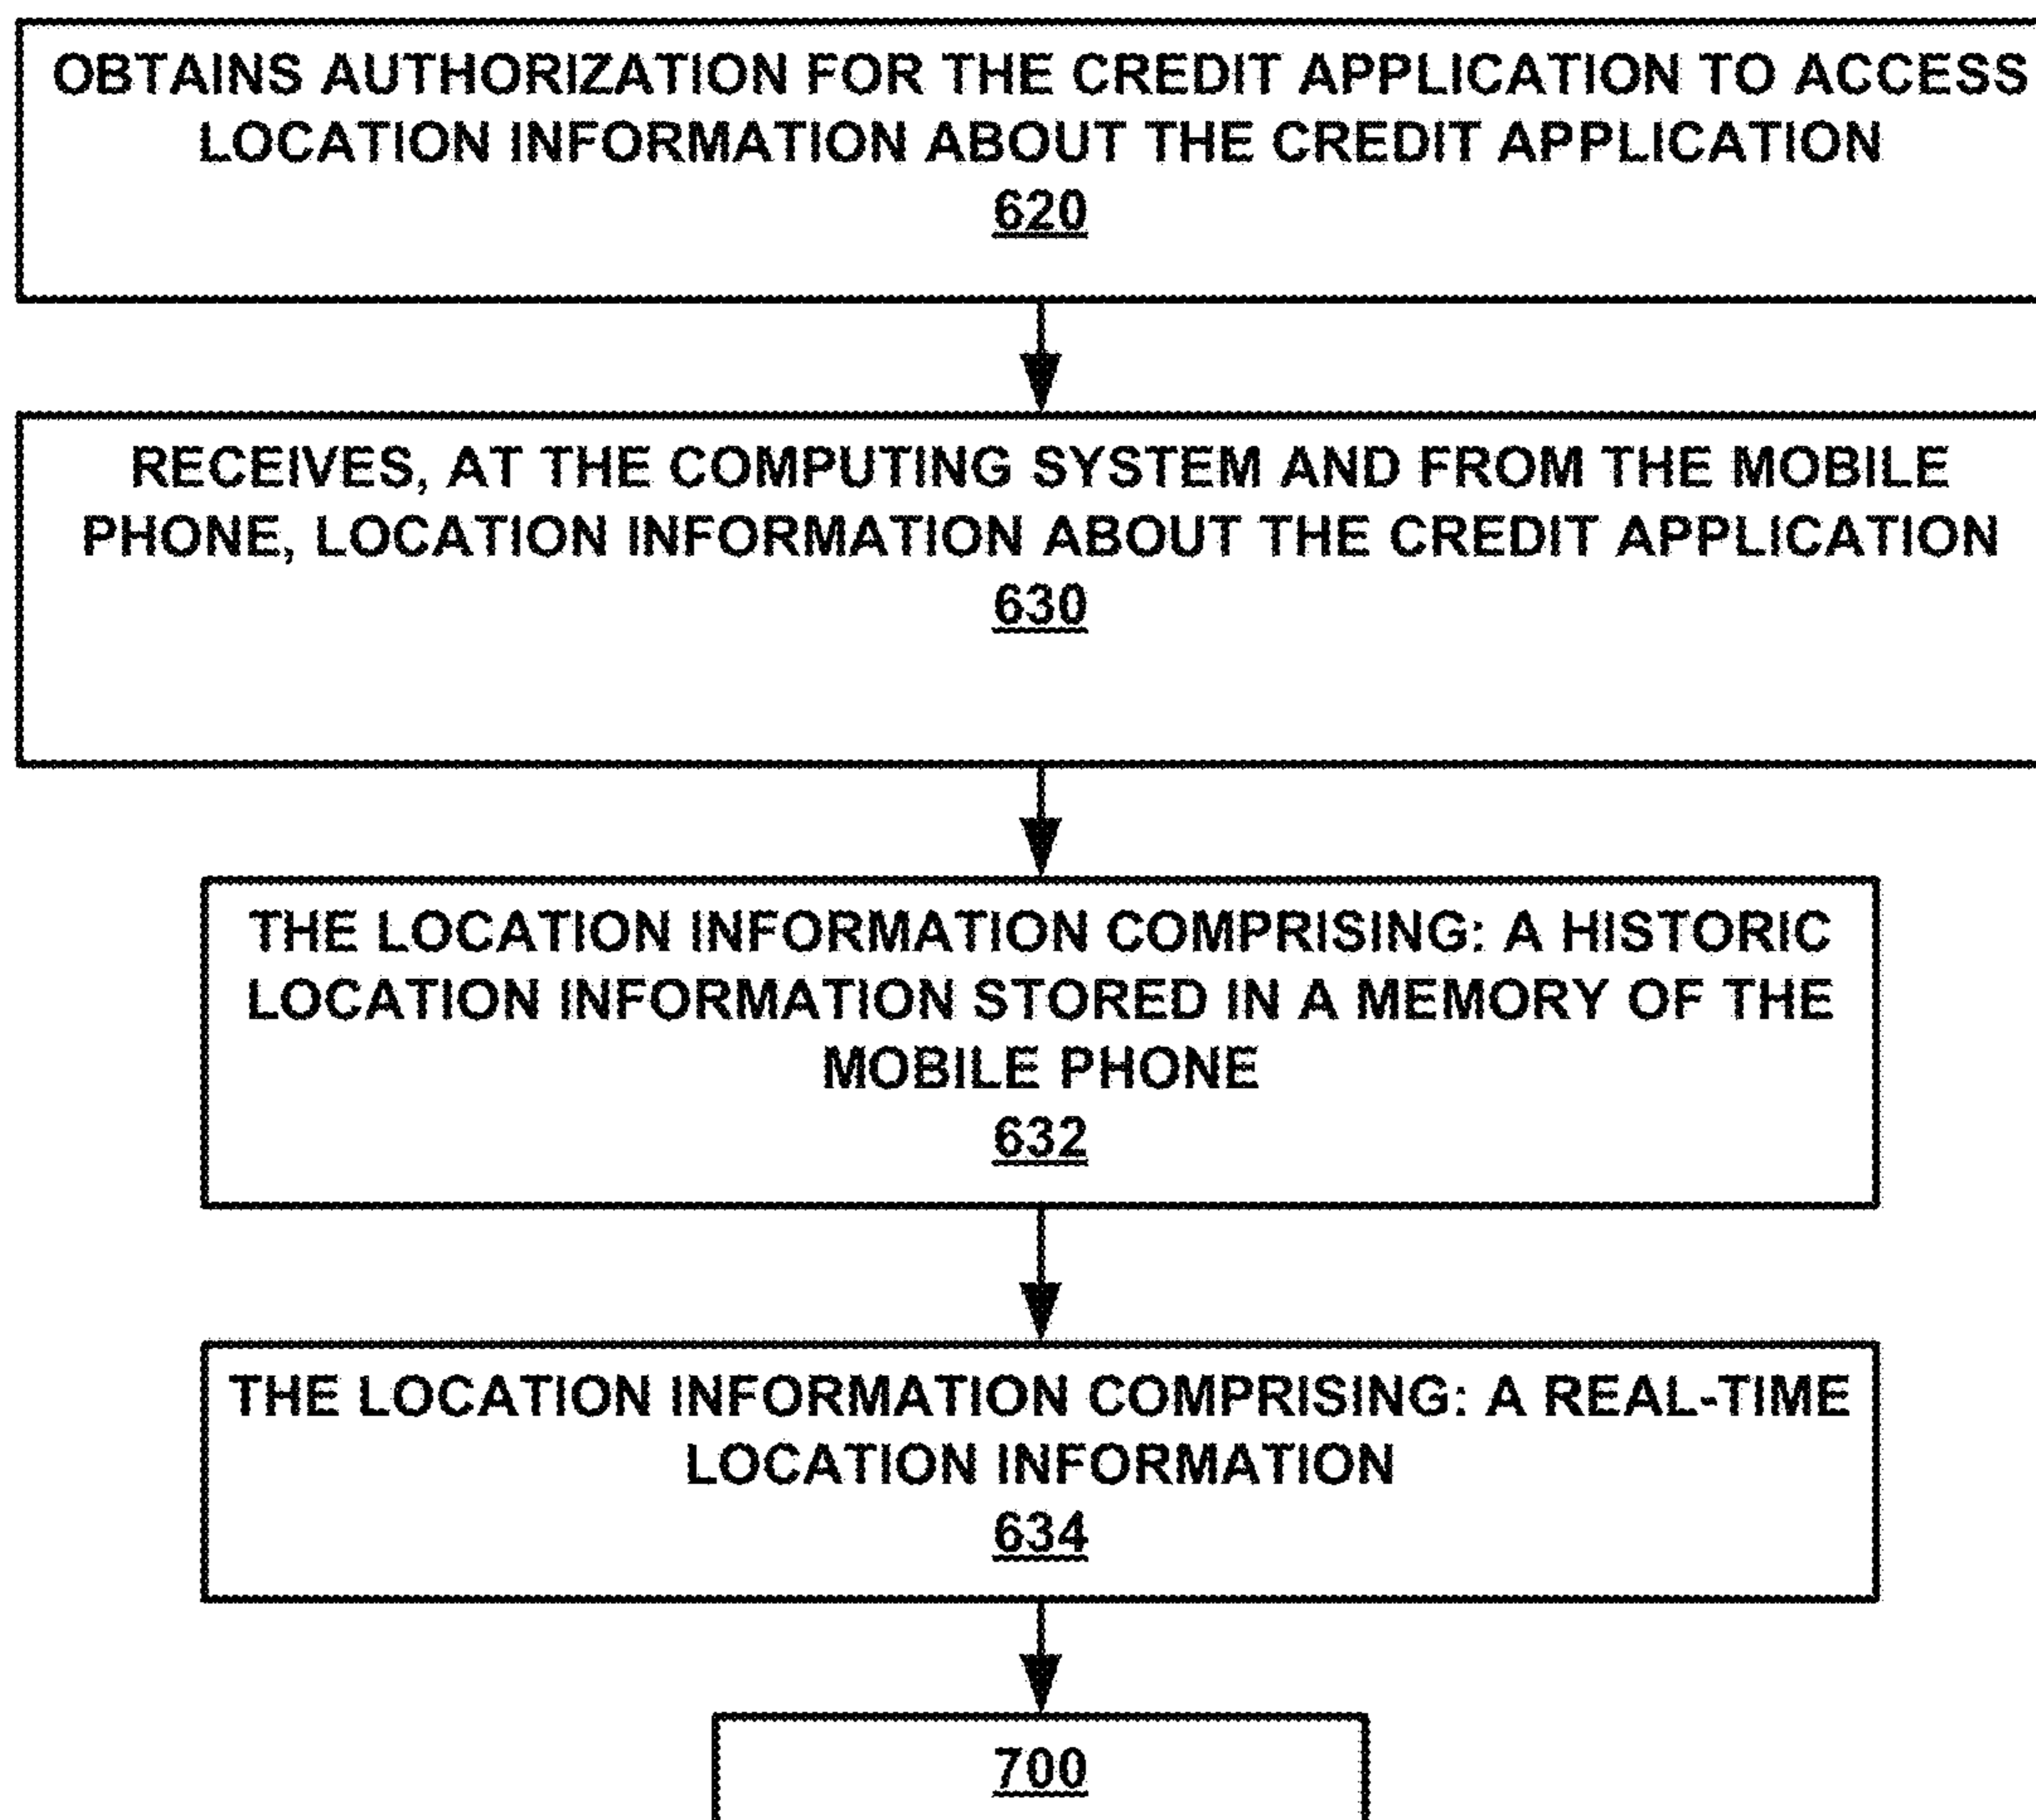 OBTAINS AUTHORIZATION FOR THE CREDIT APPLICATION TO ACCESS
LOCATION INFORMATION ABOUT THE CREDIT APPLICATION
620
RECEIVES, AT THE COMPUTING SYSTEM AND FROM THE MOBILE
PHONE, LOCATION INFORMATION ABOUT THE CREDIT APPLICATION
630
THE LOCATION INFORMATION COMPRISING: A HISTORIC
LOCATION INFORMATION STORED IN A MEMORY OF THE
MOBILE PHONE
632
THE LOCATION INFORMATION COMPRISING: A REAL-TIME
LOCATION INFORMATION
634
700